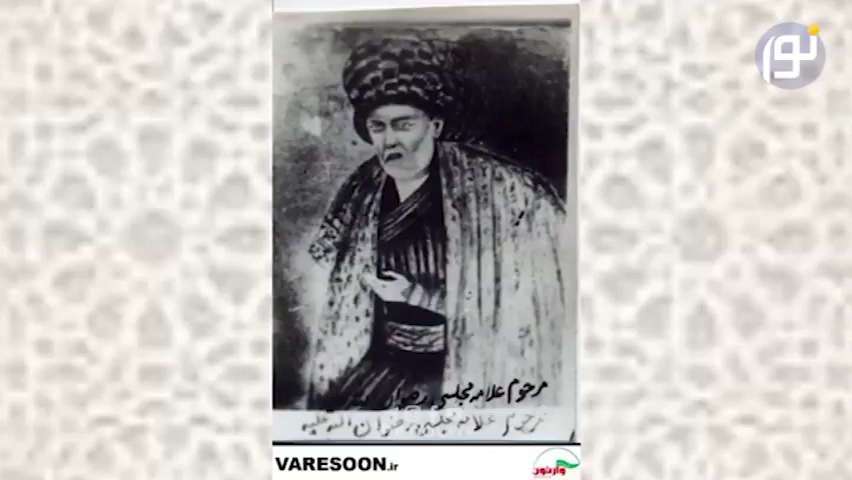 نور
مرحوم علامه مجلسی رضوان
مرحوم علامه مجلسی رضوان الله علیه
VARESOON.ir
وارثون